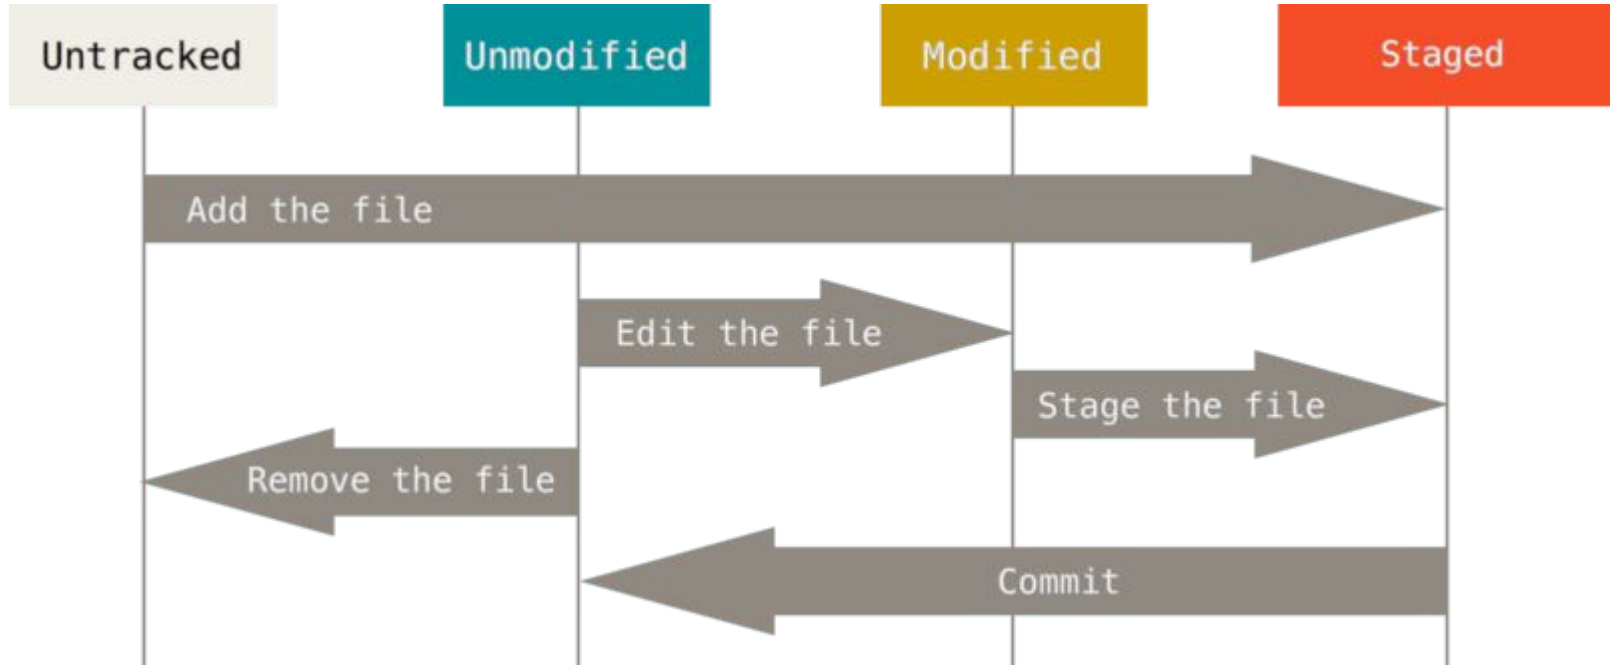 Untracked
Unmodified
Modified
Staged
Add the file
Edit the file
Stage the file
Remove the file
Commit